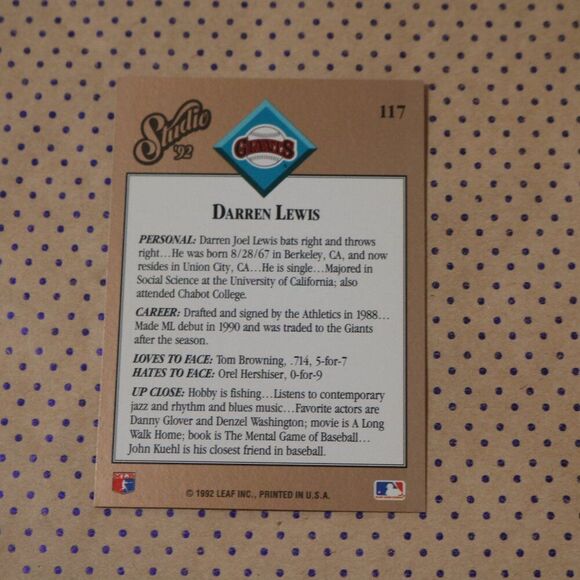 Studio
'92
GIANTS
117
DARREN LEWIS
PERSONAL: Darren Joel Lewis bats right and throws
right...He was born 8/28/67 in Berkeley, CA, and now
resides in Union City, CA...He is single...Majored in
Social Science at the University of California; also
attended Chabot College.
CAREER: Drafted and signed by the Athletics in 1988...
Made ML debut in 1990 and was traded to the Giants
after the season.
LOVES TO FACE: Tom Browning, .714, 5-for-7
HATES TO FACE: Orel Hershiser, 0-for-9
UP CLOSE: Hobby is fishing...Listens to contemporary
jazz and rhythm and blues music...Favorite actors are
Danny Glover and Denzel Washington; movie is A Long
Walk Home; book is The Mental Game of Baseball...
John Kuehl is his closest friend in baseball.
© 1992 LEAF INC., PRINTED IN U.S.A.